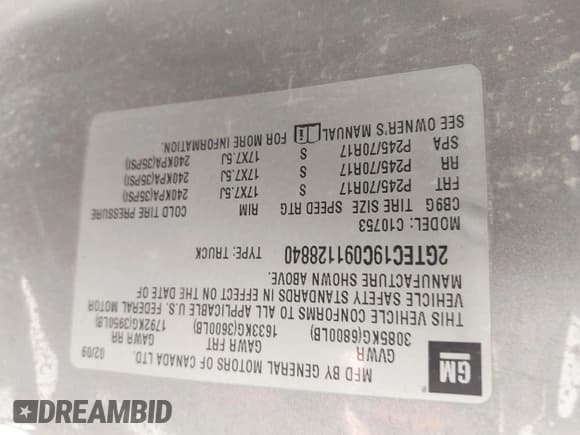 GM
MFD BY GENERAL MOTORS OF CANADA LTD.
02/09
GVWR GAWR FRT GAWR RR
3085KG(6800LB) 1633KG(3600LB) 1792KG(3950LB)
THIS VEHICLE CONFORMS TO ALL APPLICABLE U.S. FEDERAL MOTOR
VEHICLE SAFETY STANDARDS IN EFFECT ON THE DATE OF
MANUFACTURE SHOWN ABOVE.
2GTEC19C091128840 TYPE: TRUCK
MODEL: C10753
CB9G TIRE SIZE SPEED RTG RIM COLD TIRE PRESSURE
FRT P245/70R17 S 17X7.5J 240KPA(35PSI)
RR P245/70R17 S 17X7.5J 240KPA(35PSI)
SPA P245/70R17 S 17X7.5J 240KPA(35PSI)
SEE OWNER'S MANUAL FOR MORE INFORMATION.
DREAMBID